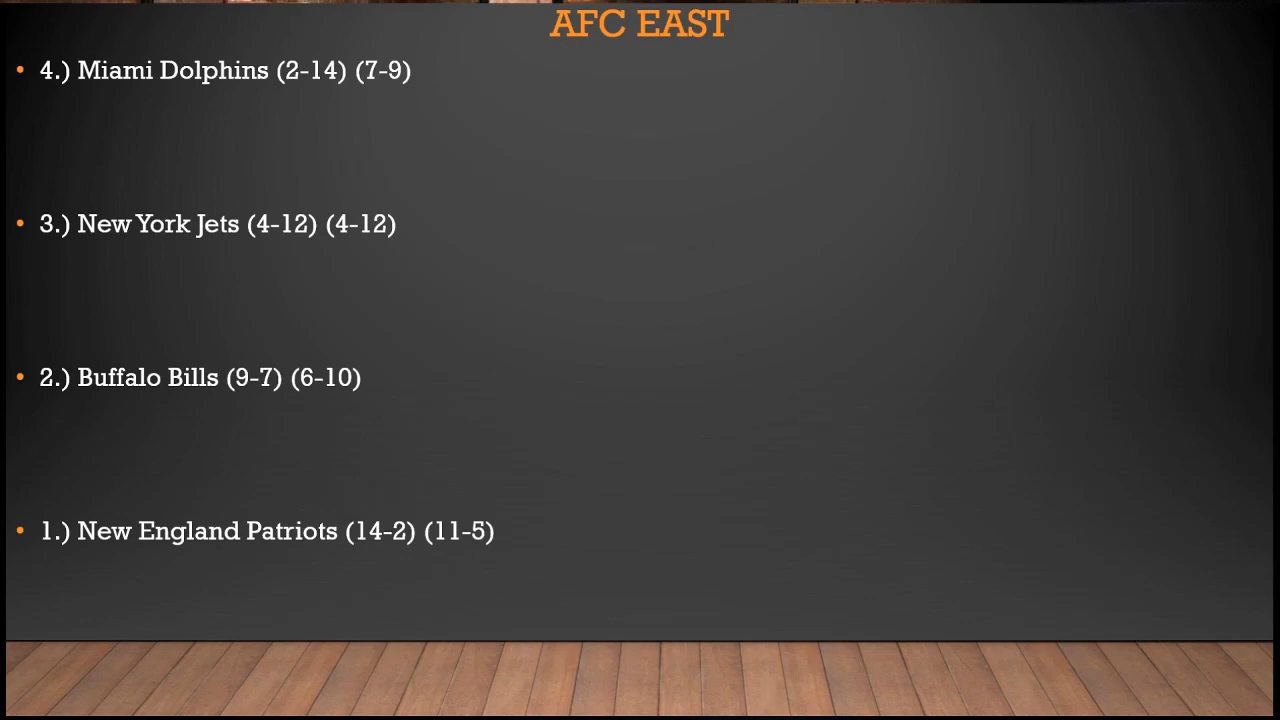 AFC EAST
• 4.) Miami Dolphins (2-14) (7-9)
• 3.) New York Jets (4-12) (4-12)
• 2.) Buffalo Bills (9-7) (6-10)
• 1.) New England Patriots (14-2) (11-5)